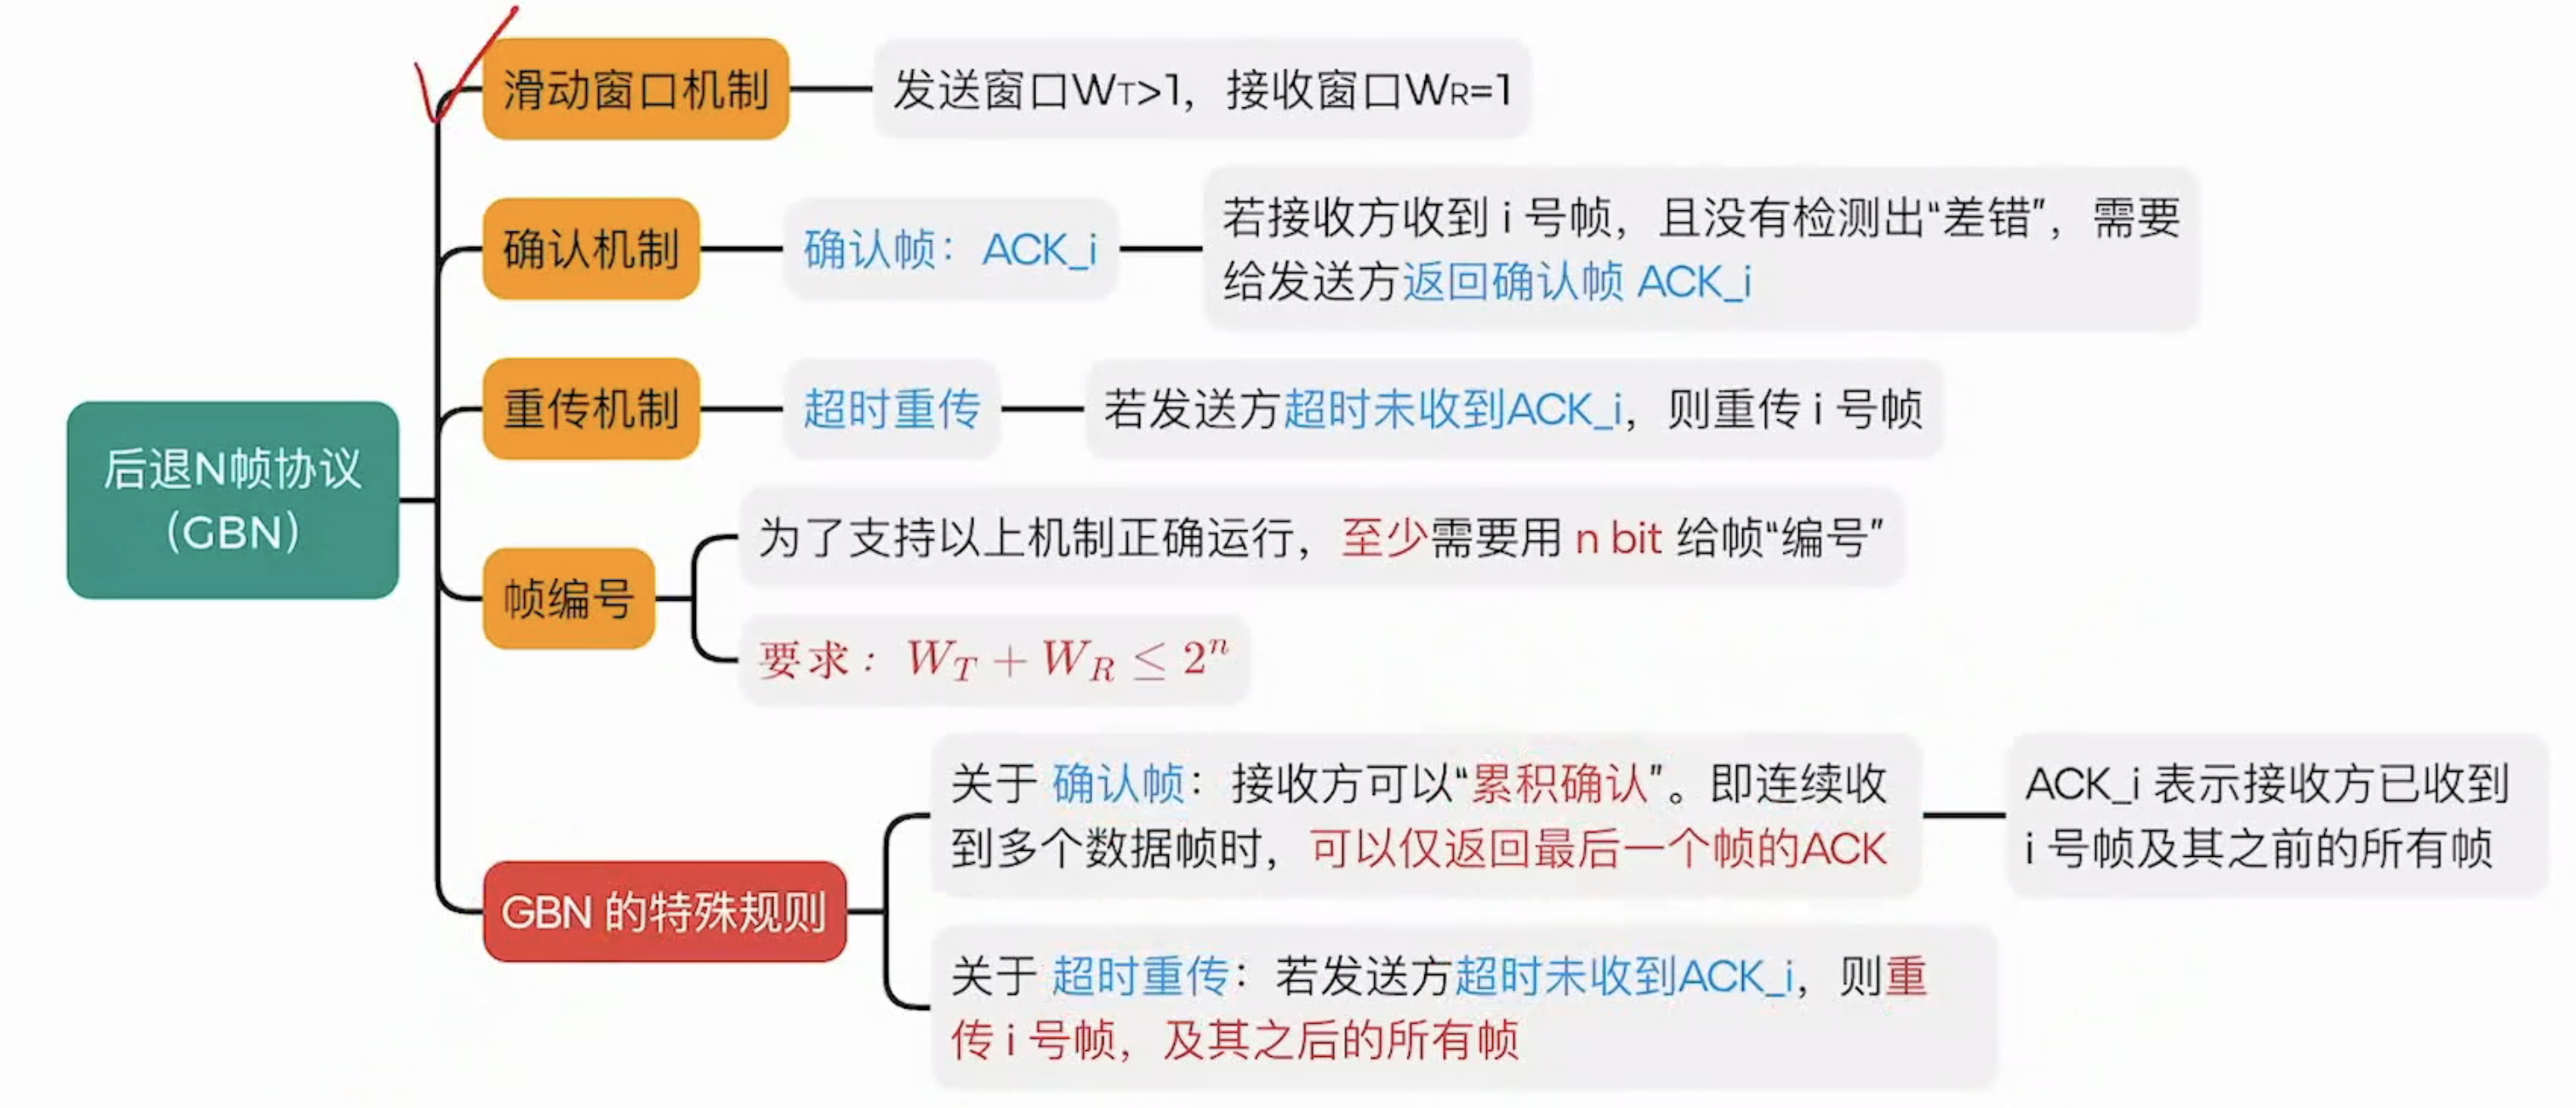 后退N帧协议
（GBN）
滑动窗口机制
发送窗口WT>1，接收窗口WR=1
确认机制
确认帧：ACK_i
若接收方收到 i 号帧，且没有检测出“差错”，需要
给发送方返回确认帧 ACK_i
重传机制
超时重传
若发送方超时未收到ACK_i，则重传 i 号帧
帧编号
为了支持以上机制正确运行，至少需要用 n bit 给帧“编号”
要求：W_T + W_R ≤ 2^n
GBN 的特殊规则
关于 确认帧：接收方可以“累积确认”。即连续收
到多个数据帧时，可以仅返回最后一个帧的ACK
ACK_i 表示接收方已收到
i 号帧及其之前的所有帧
关于 超时重传：若发送方超时未收到ACK_i，则重
传 i 号帧，及其之后的所有帧